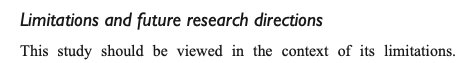 Limitations and future research directions
This study should be viewed in the context of its limitations.